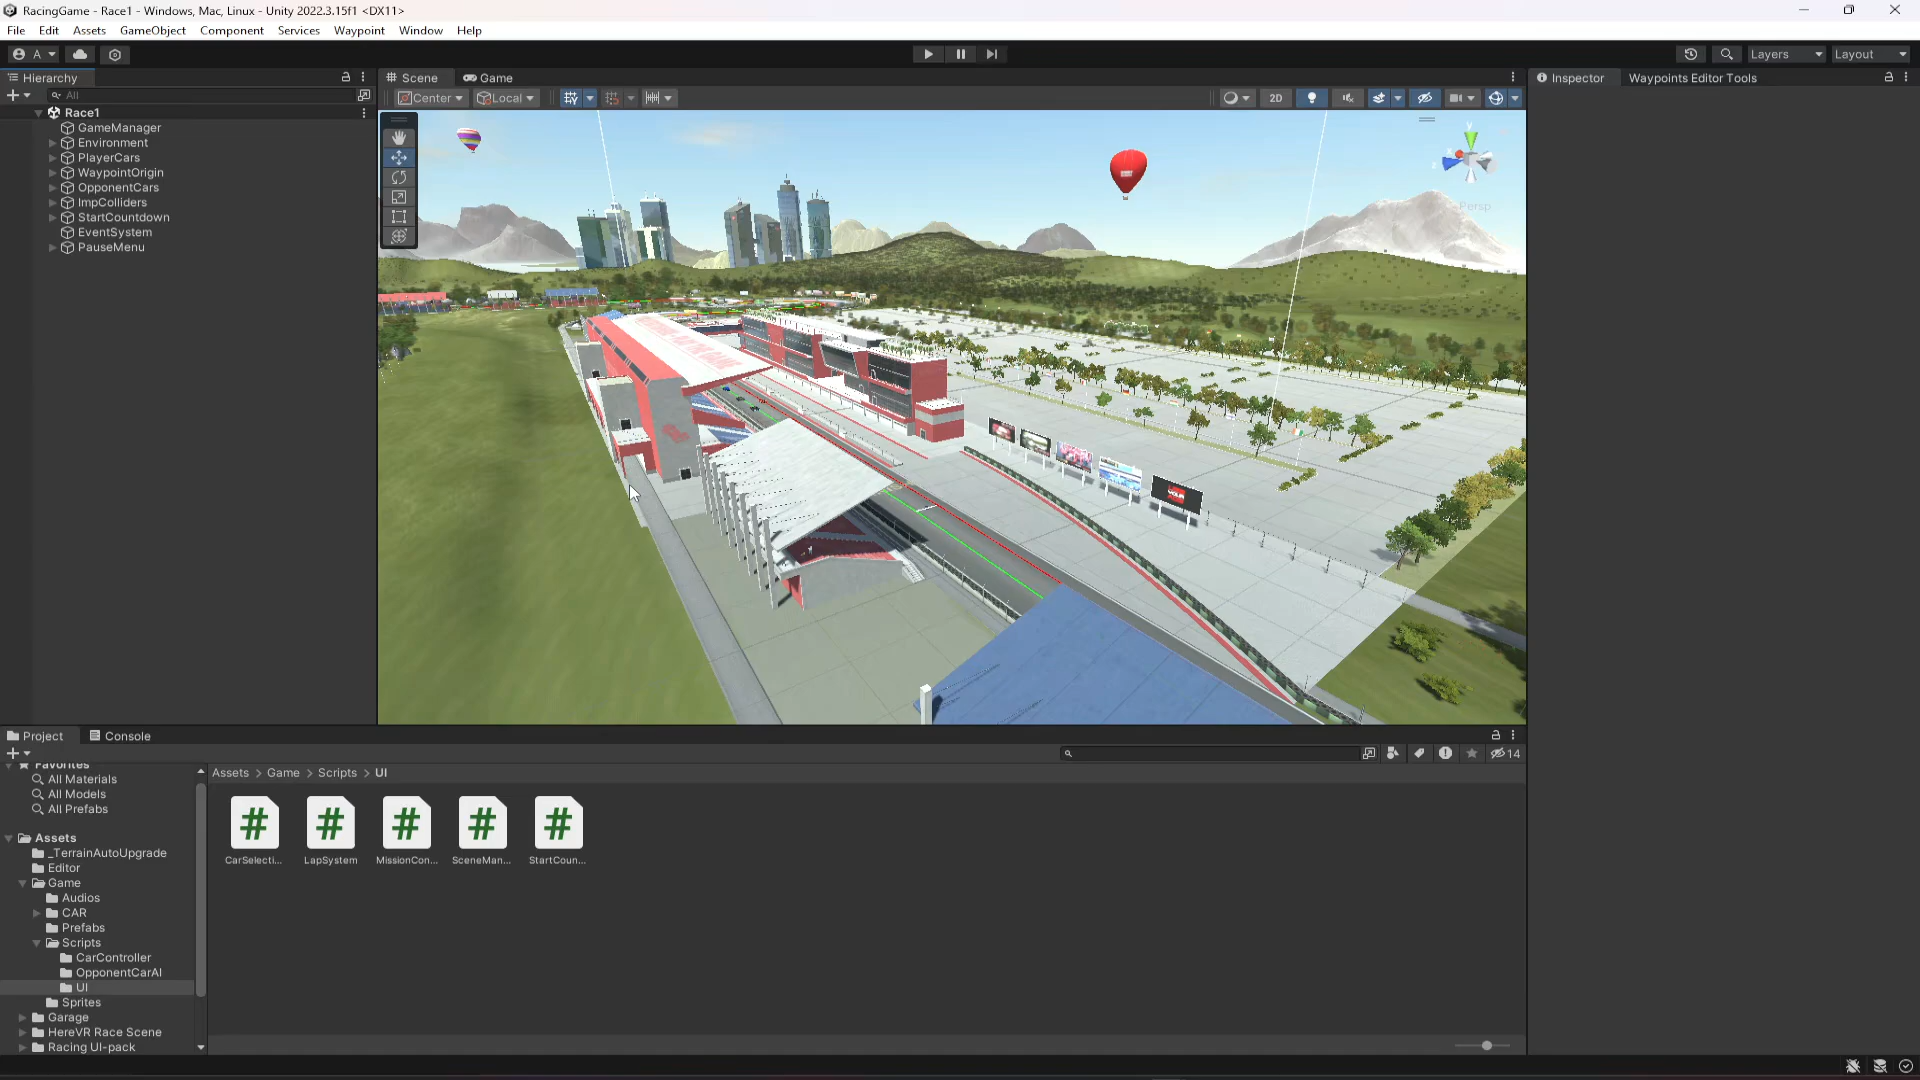 RacingGame - Race1 - Windows, Mac, Linux - Unity 2022.3.15f1 <DX11>
File Edit Assets GameObject Component Services Waypoint Window Help
A Layers Layout
Hierarchy Scene Game Inspector Waypoints Editor Tools
All Center Local 2D
Race1
GameManager
Environment
PlayerCars
WaypointOrigin
OpponentCars
ImpColliders
StartCountdown
EventSystem
PauseMenu
y
x
z
Persp
Project Console
14
Favorites
All Materials
All Models
All Prefabs
Assets
_TerrainAutoUpgrade
Editor
Game
Audios
CAR
Prefabs
Scripts
CarController
OpponentCarAI
UI
Sprites
Garage
HereVR Race Scene
Racing UI-pack
Assets > Game > Scripts > UI
CarSelecti... LapSystem MissionCon... SceneMan... StartCoun...